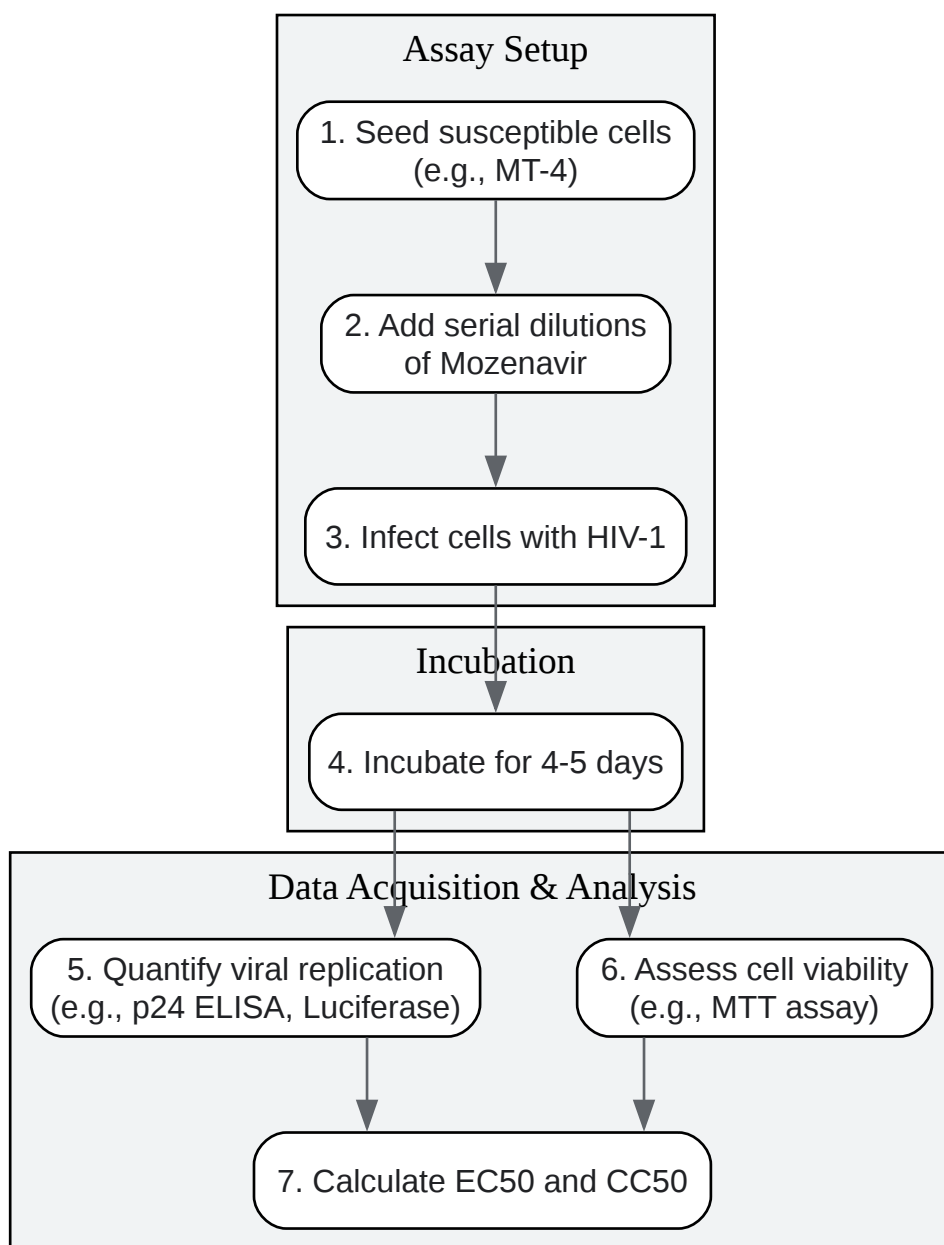 Assay Setup
1. Seed susceptible cells
(e.g., MT-4)
2. Add serial dilutions
of Mozenavir
3. Infect cells with HIV-1
Incubation
4. Incubate for 4-5 days
Data Acquisition & Analysis
5. Quantify viral replication
(e.g., p24 ELISA, Luciferase)
6. Assess cell viability
(e.g., MTT assay)
7. Calculate EC50 and CC50